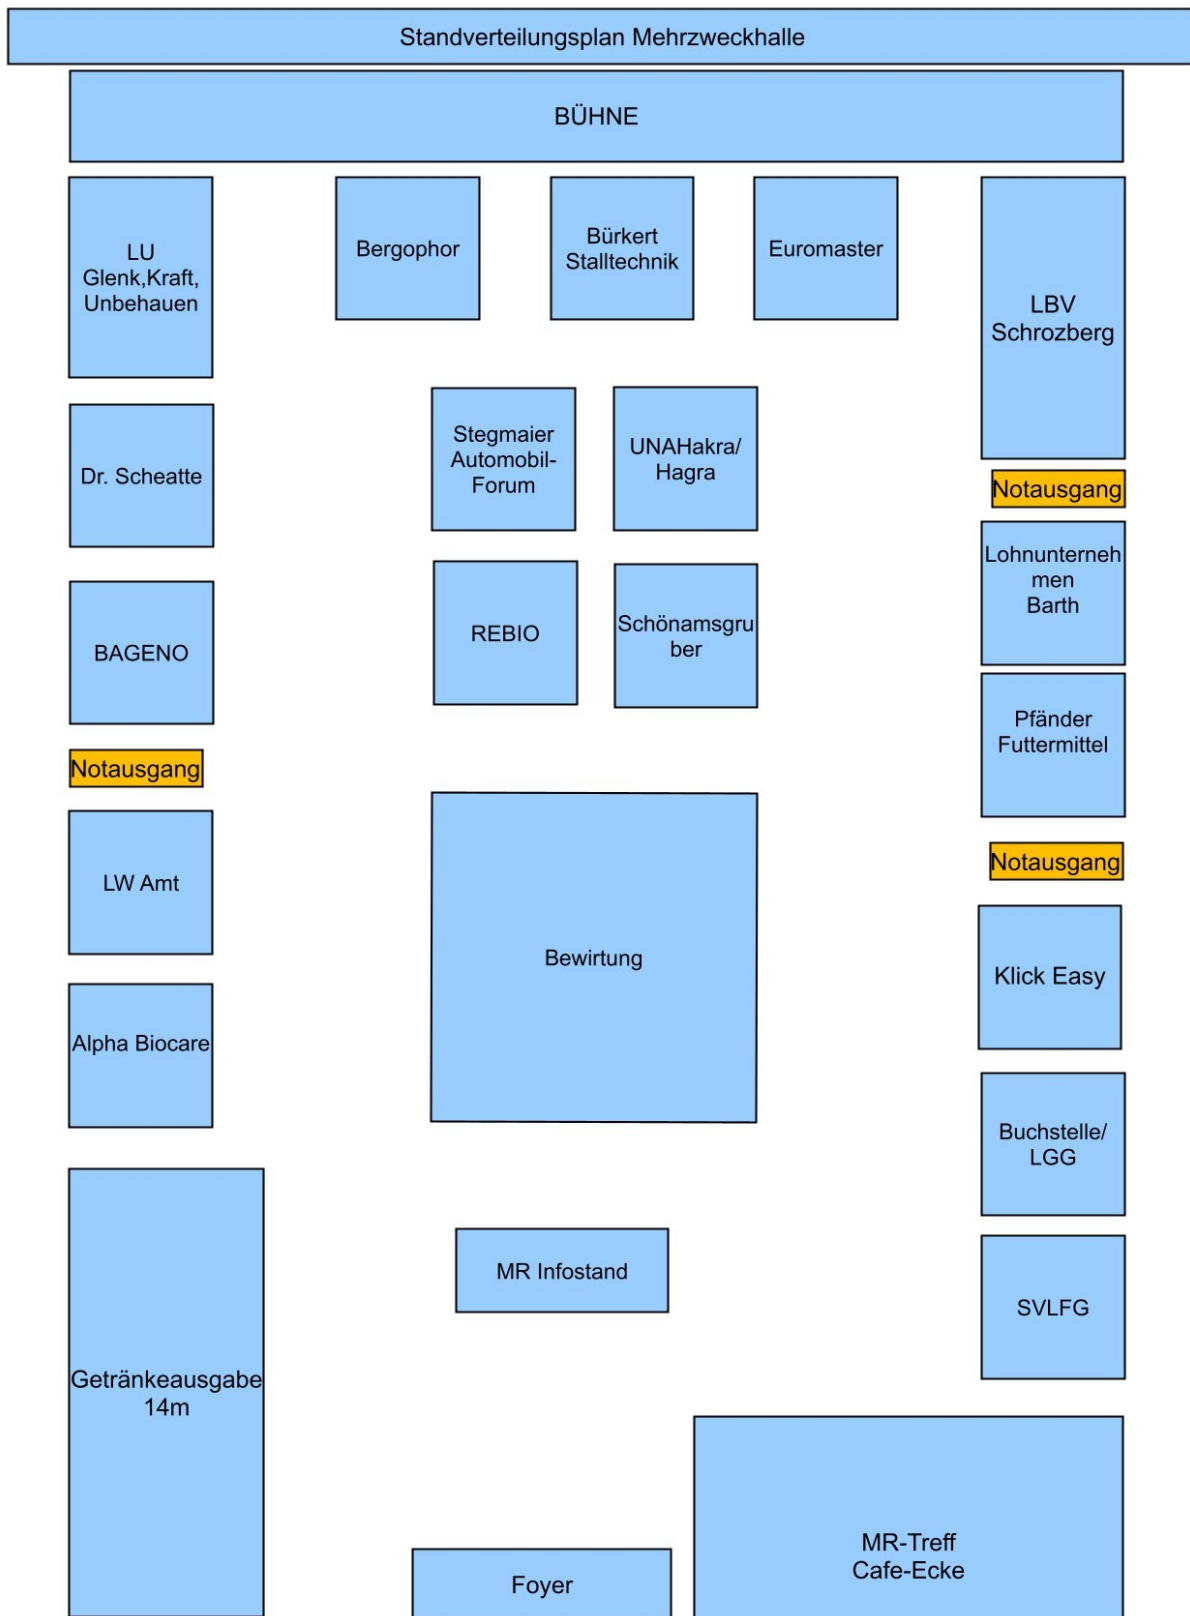 Standverteilungsplan Mehrzweckhalle
BÜHNE
LU
Glenk,Kraft,
Unbehauen
Bergophor
Bürkert
Stalltechnik
Euromaster
LBV
Schrozberg
Dr. Scheatte
Stegmaier
Automobil-
Forum
UNAHakra/
Hagra
Notausgang
Lohnunterneh
men
Barth
BAGENO
REBIO
Schönamsgru
ber
Pfänder
Futtermittel
Notausgang
Notausgang
LW Amt
Bewirtung
Klick Easy
Alpha Biocare
Buchstelle/
LGG
MR Infostand
SVLFG
Getränkeausgabe
14m
MR-Treff
Cafe-Ecke
Foyer